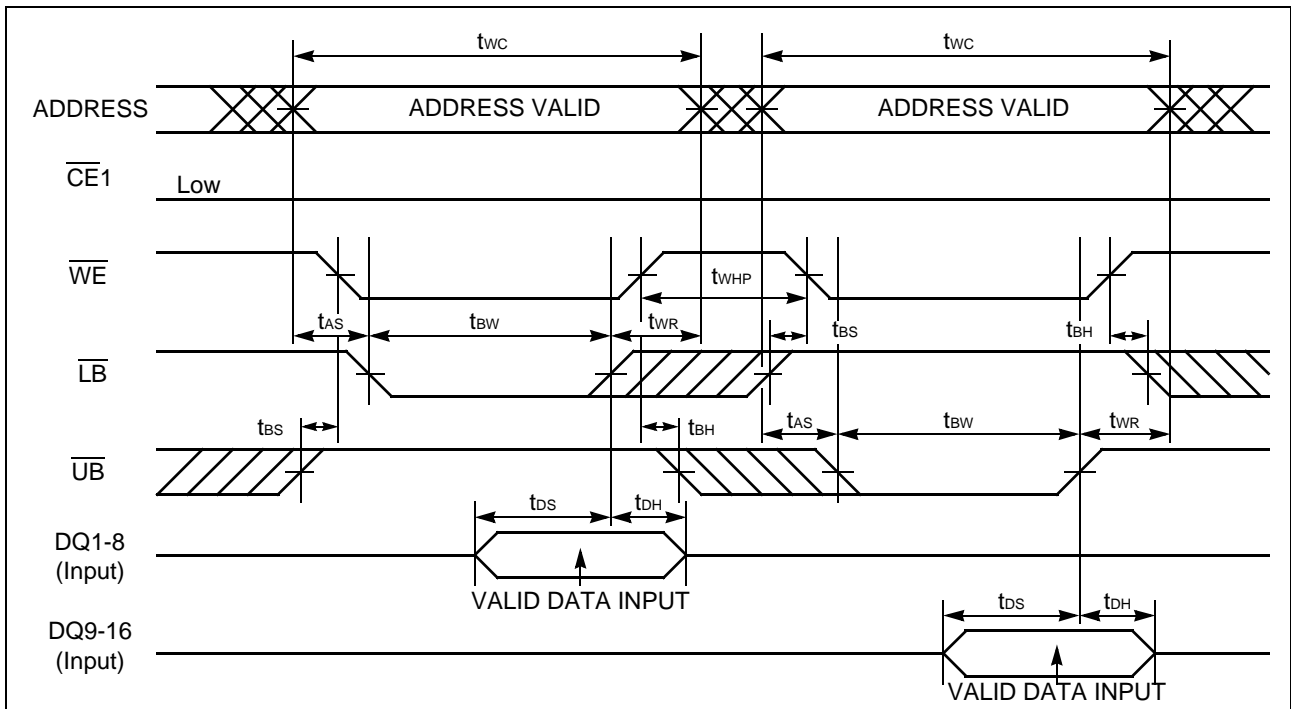 tWC tWC
ADDRESS ADDRESS VALID ADDRESS VALID
CE1 Low
WE
tWHP
tAS tBW tWR tBS tBH
LB
tBS tBH tAS tBW tWR
UB
tDS tDH
DQ1-8
(Input)
VALID DATA INPUT
tDS tDH
DQ9-16
(Input)
VALID DATA INPUT